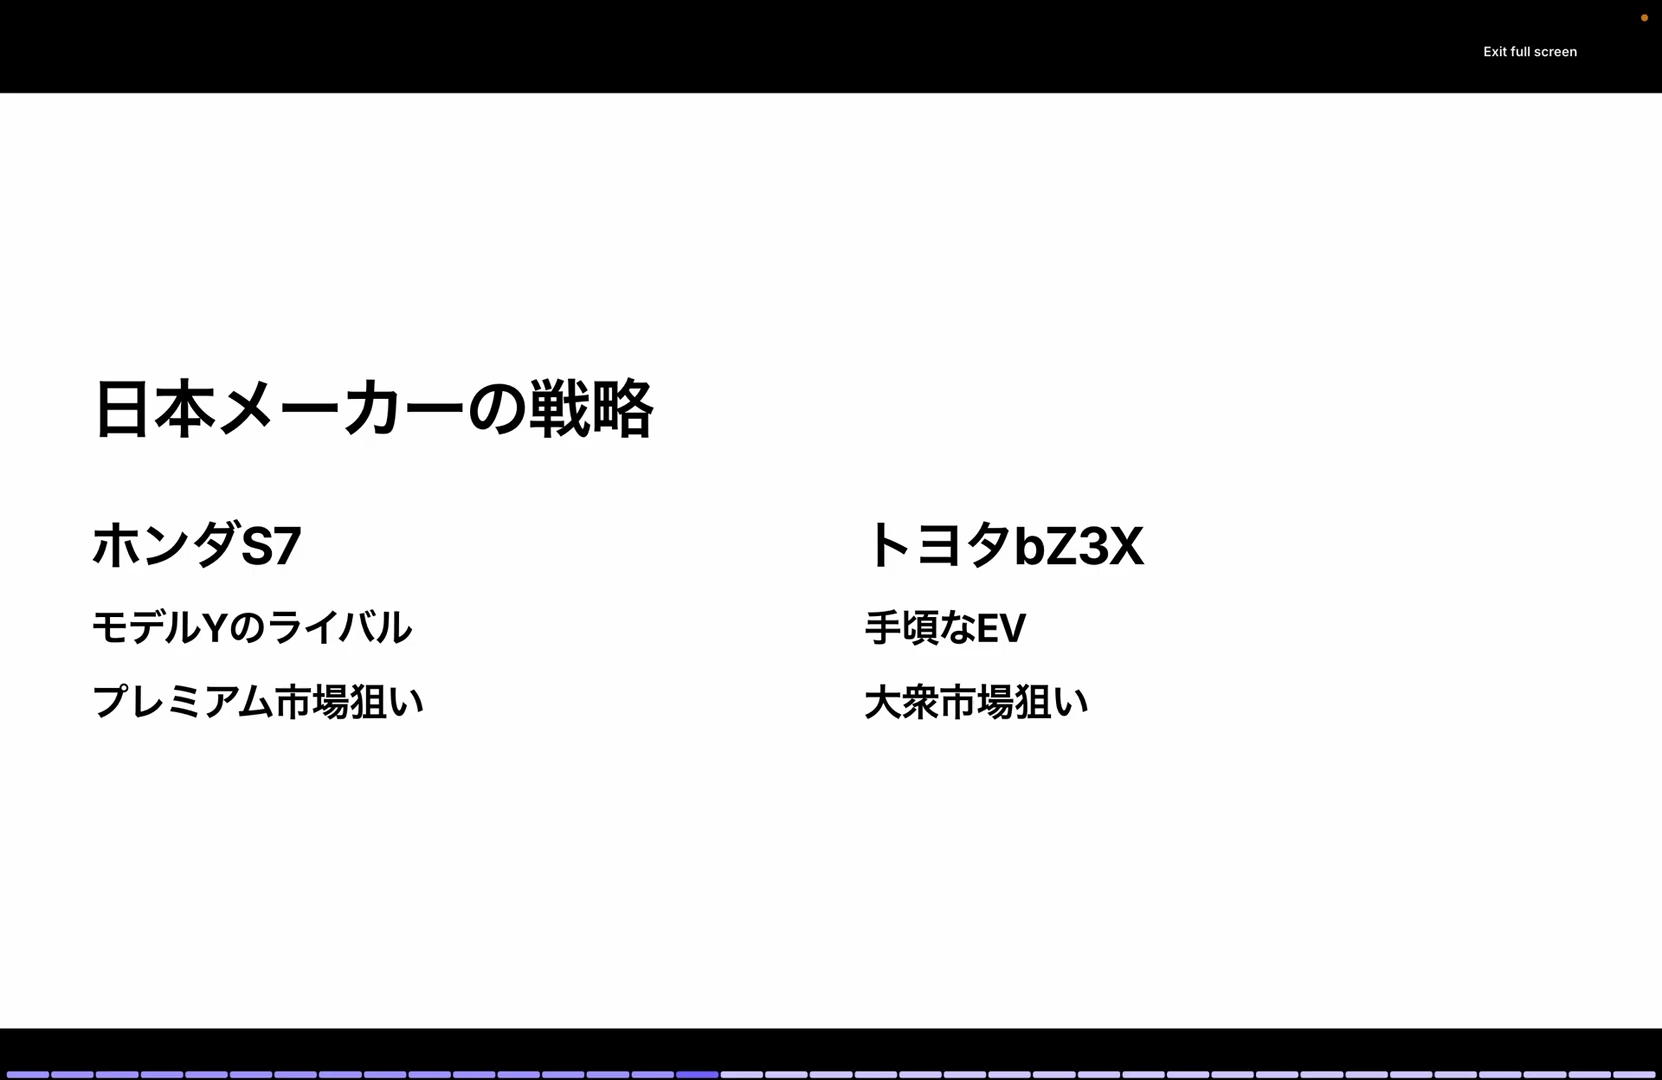 Exit full screen
日本メーカーの戦略
ホンダS7
モデルYのライバル
プレミアム市場狙い
トヨタbZ3X
手頃なEV
大衆市場狙い